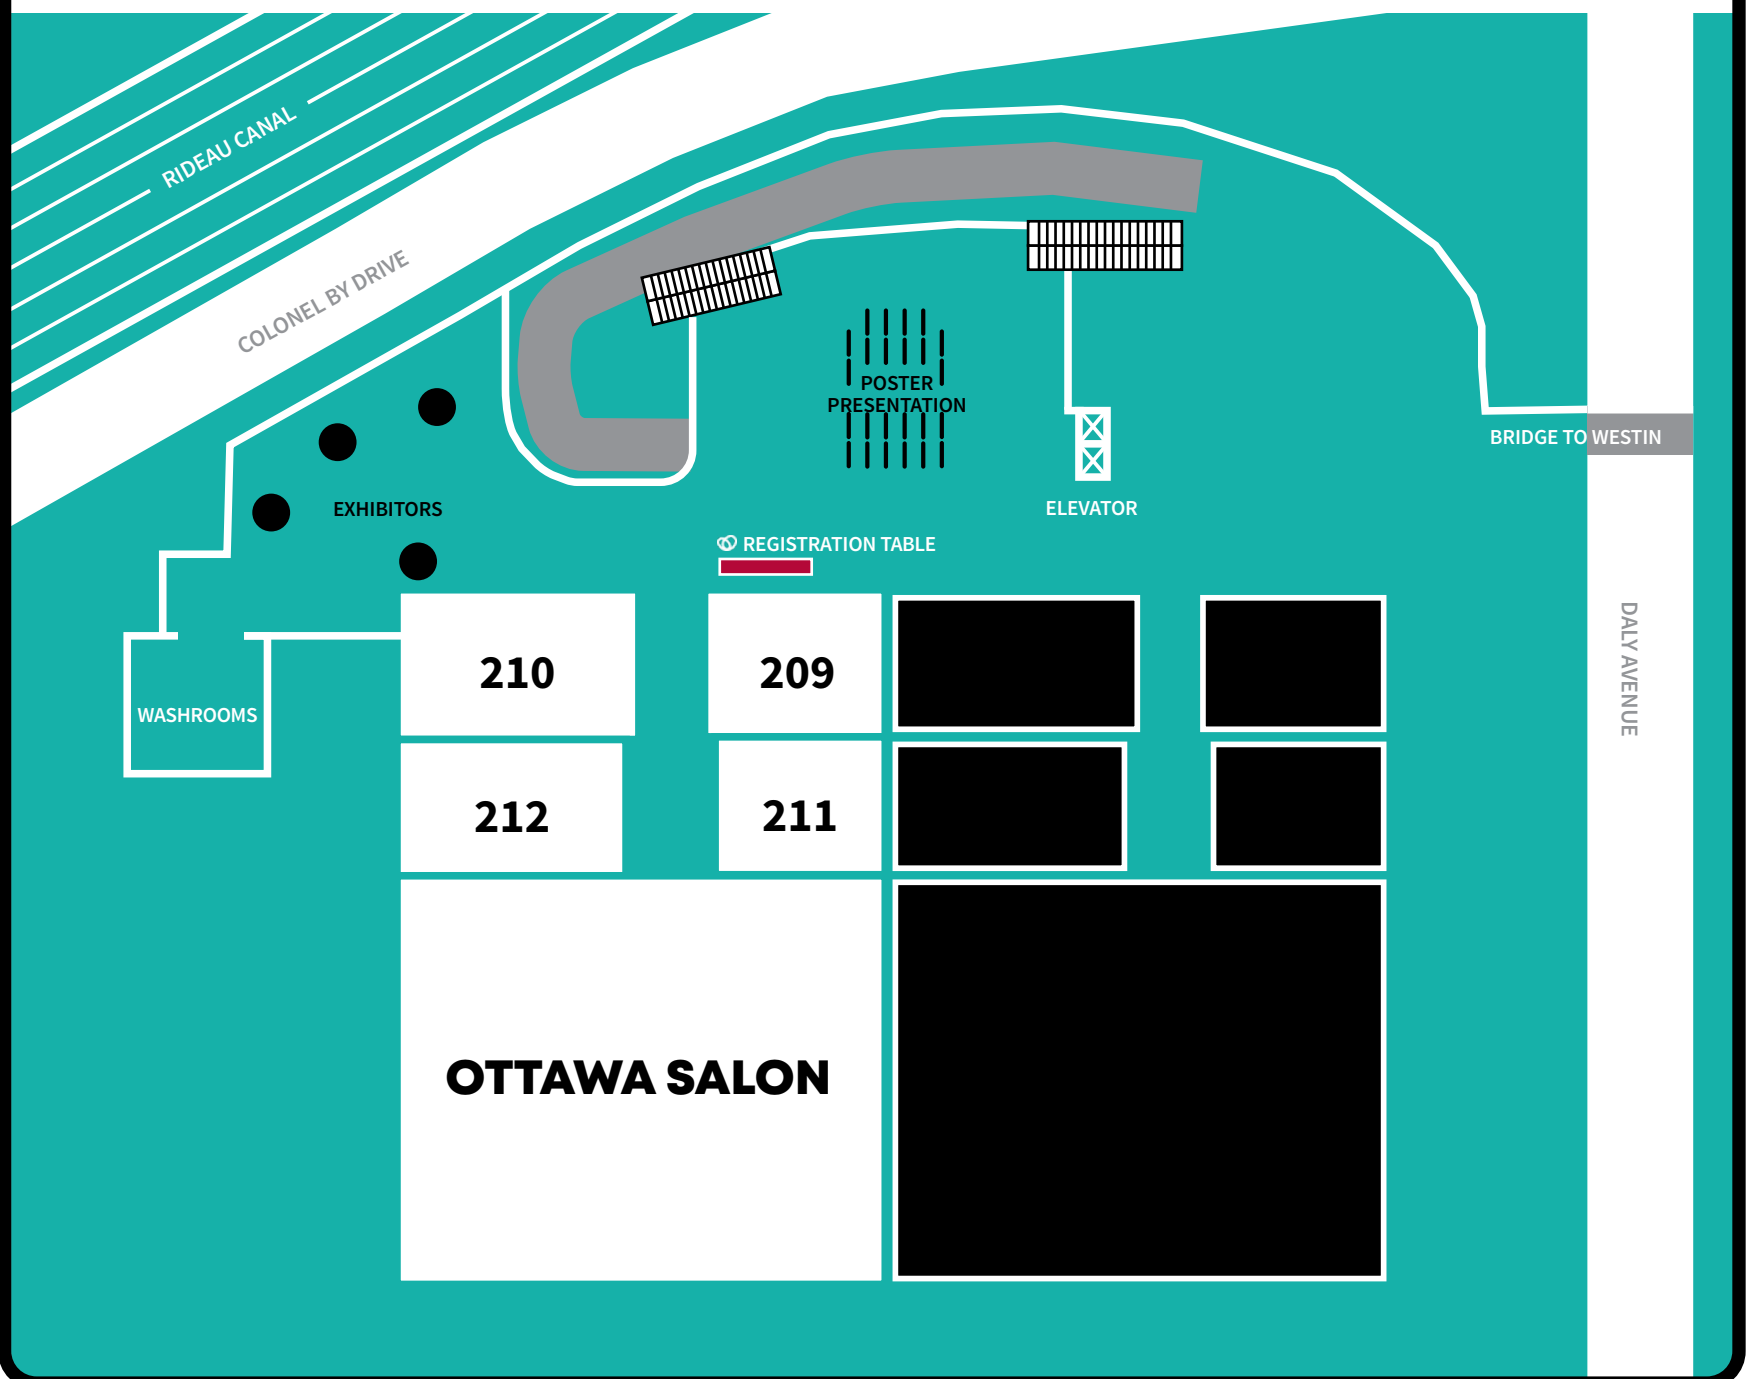 RIDEAU CANAL
COLONEL BY DRIVE
POSTER
PRESENTATION
BRIDGE TO WESTIN
EXHIBITORS
ELEVATOR
REGISTRATION TABLE
DALY AVENUE
210
209
WASHROOMS
212
211
OTTAWA SALON